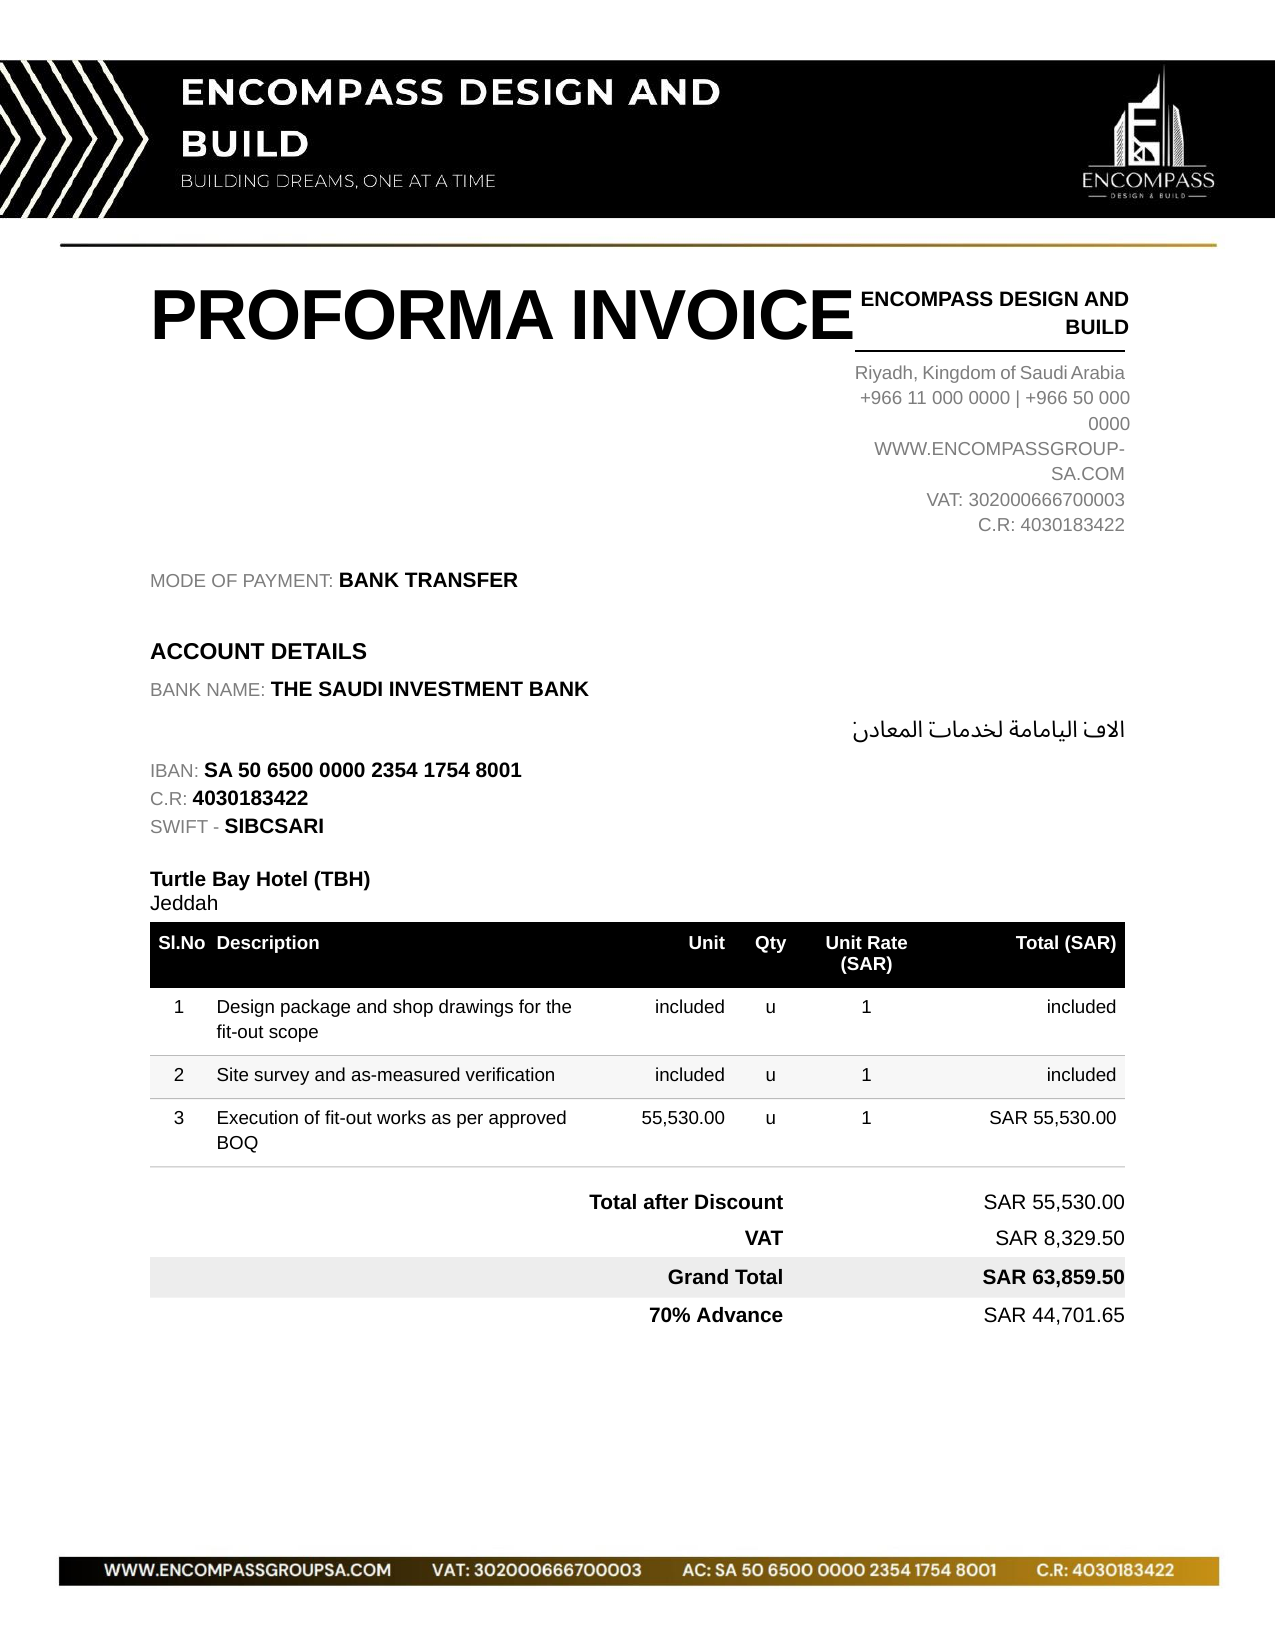 ENCOMPASS DESIGN AND
BUILD
BUILDING DREAMS, ONE AT A TIME
ENCOMPASS
DESIGN & BUILD
PROFORMA INVOICE
ENCOMPASS DESIGN AND
BUILD
Riyadh, Kingdom of Saudi Arabia
+966 11 000 0000 | +966 50 000
0000
WWW.ENCOMPASSGROUP-
SA.COM
VAT: 302000666700003
C.R: 4030183422
MODE OF PAYMENT: BANK TRANSFER
ACCOUNT DETAILS
BANK NAME: THE SAUDI INVESTMENT BANK
الاف اليامامة لخدمات المعادن
IBAN: SA 50 6500 0000 2354 1754 8001
C.R: 4030183422
SWIFT - SIBCSARI
Turtle Bay Hotel (TBH)
Jeddah
Sl.No Description Unit Qty Unit Rate (SAR) Total (SAR)
1 Design package and shop drawings for the included u 1 included
fit-out scope
2 Site survey and as-measured verification included u 1 included
3 Execution of fit-out works as per approved 55,530.00 u 1 SAR 55,530.00
BOQ
Total after Discount SAR 55,530.00
VAT SAR 8,329.50
Grand Total SAR 63,859.50
70% Advance SAR 44,701.65
WWW.ENCOMPASSGROUPSA.COM VAT: 302000666700003 AC: SA 50 6500 0000 2354 1754 8001 C.R: 4030183422